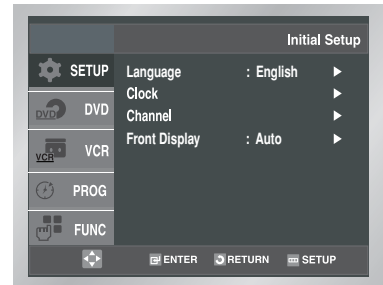 Initial Setup
SETUP
Language : English ►
Clock ►
Channel ►
Front Display : Auto ►
DVD DVD
VCR VCR
PROG
FUNC
ENTER RETURN SETUP